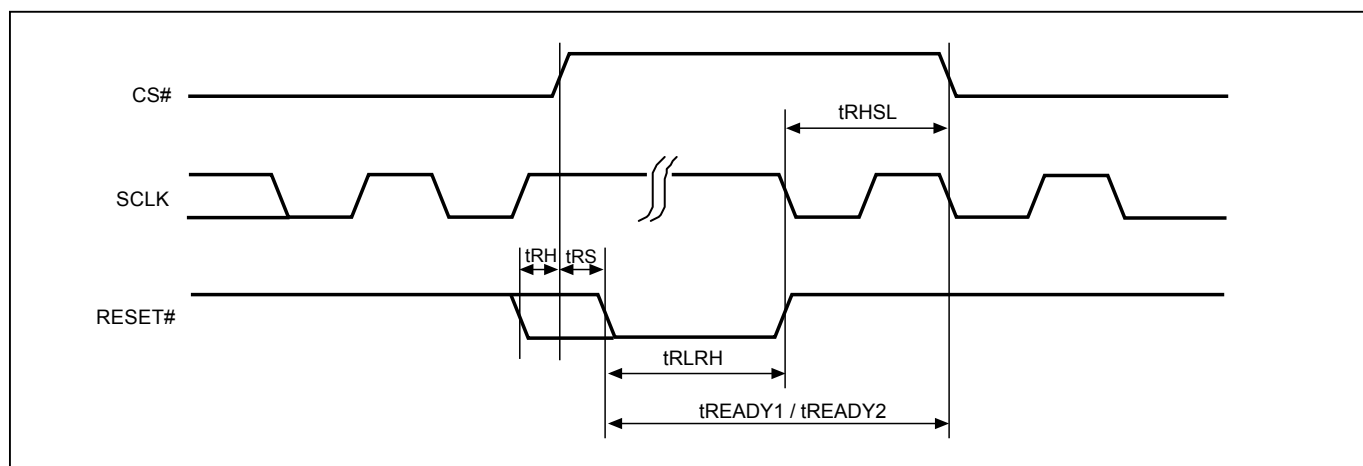 CS#
tRHSL
SCLK
tRH tRS
RESET#
tRLRH
tREADY1 / tREADY2